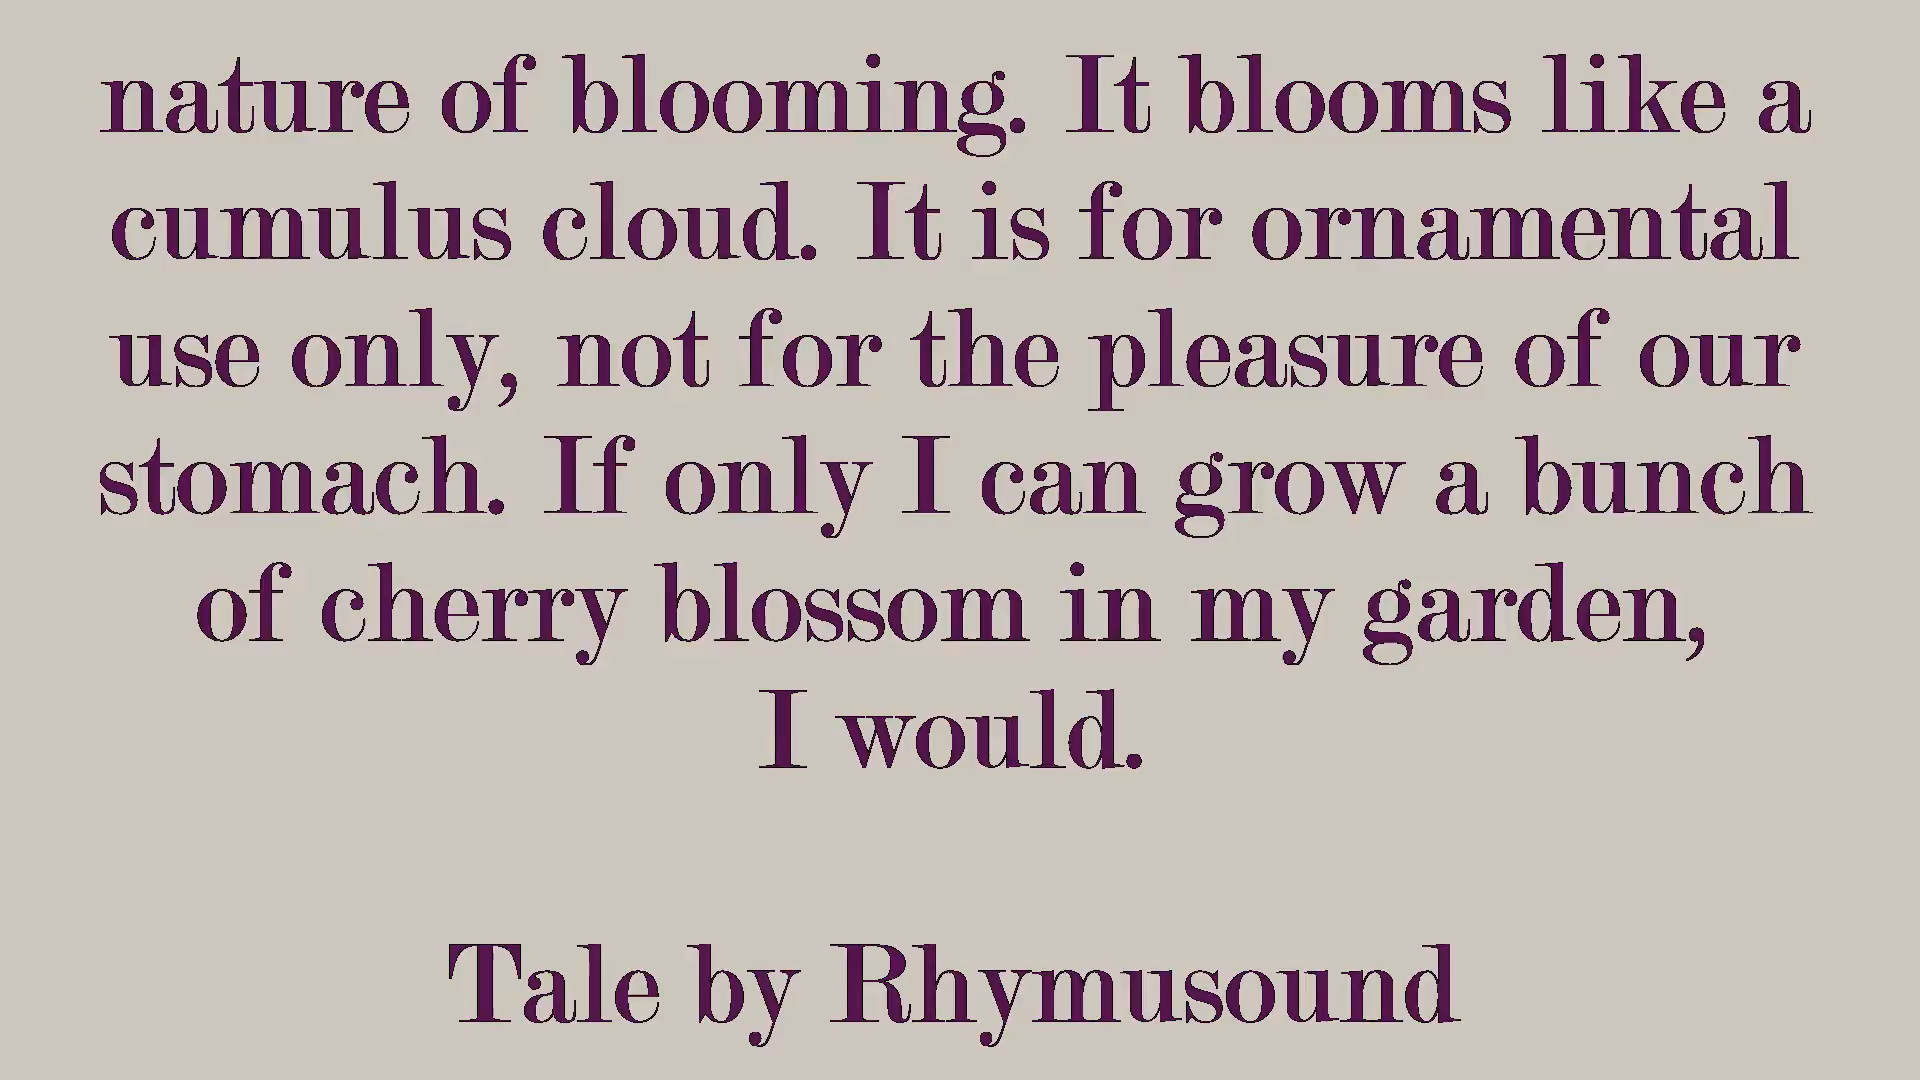 nature of blooming. It blooms like a
cumulus cloud. It is for ornamental
use only, not for the pleasure of our
stomach. If only I can grow a bunch
of cherry blossom in my garden,
I would.
Tale by Rhymusound